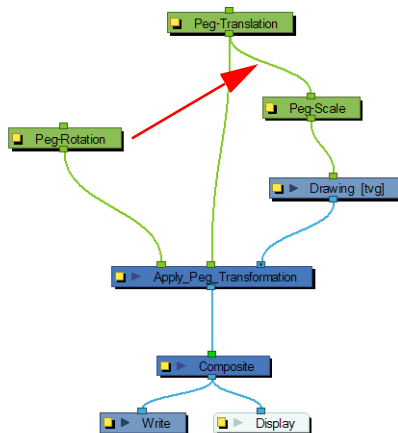 Peg-Translation
Peg-Scale
Peg-Rotation
Drawing [tvg]
Apply_Peg_Transformation
Composite
Write
Display